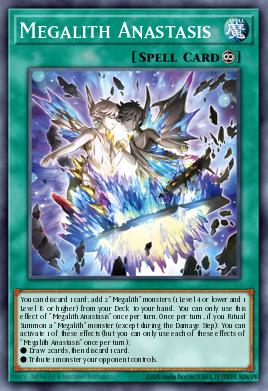 Megalith Anastasis
魔
[Spell Card ]
You can discard 1 card, add 2 "Megalith" monsters (1 Level 4 or lower and 1
Level 8 or higher) from your Deck to your hand. You can only use this
effect of "Megalith Anastasis" once per turn. Once per turn, if you Ritual
Summon a "Megalith" monster (except during the Damage Step): You can
activate 1 of these effects (but you can only use each of these effects of
"Megalith Anastasis" once per turn);
● Draw 2 cards, then discard 1 card.
● Tribute 1 monster your opponent controls.